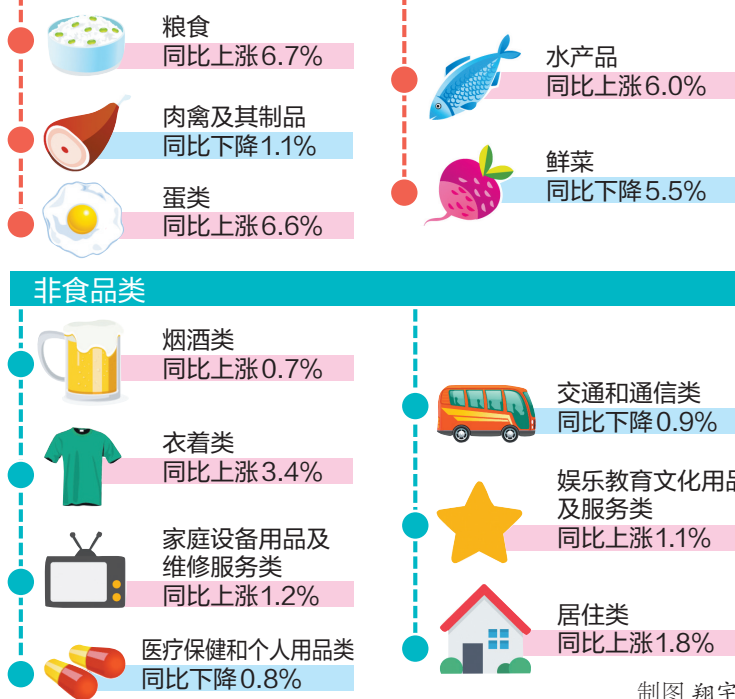 粮食
同比上涨6.7%
肉禽及其制品
同比下降1.1%
蛋类
同比上涨6.6%
水产品
同比上涨6.0%
鲜菜
同比下降5.5%
非食品类
烟酒类
同比上涨0.7%
衣着类
同比上涨3.4%
家庭设备用品及
维修服务类
同比上涨1.2%
医疗保健和个人用品类
同比下降0.8%
交通和通信类
同比下降0.9%
娱乐教育文化用品
及服务类
同比上涨1.1%
居住类
同比上涨1.8%
制图 翔宇